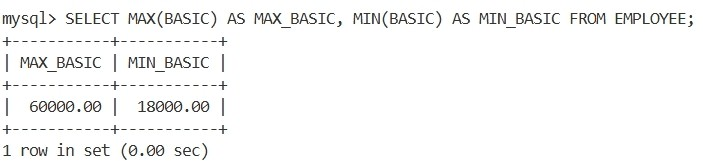 mysql> SELECT MAX(BASIC) AS MAX_BASIC, MIN(BASIC) AS MIN_BASIC FROM EMPLOYEE;
+-----------+-----------+
| MAX_BASIC | MIN_BASIC |
+-----------+-----------+
|  60000.00 |  18000.00 |
+-----------+-----------+
1 row in set (0.00 sec)